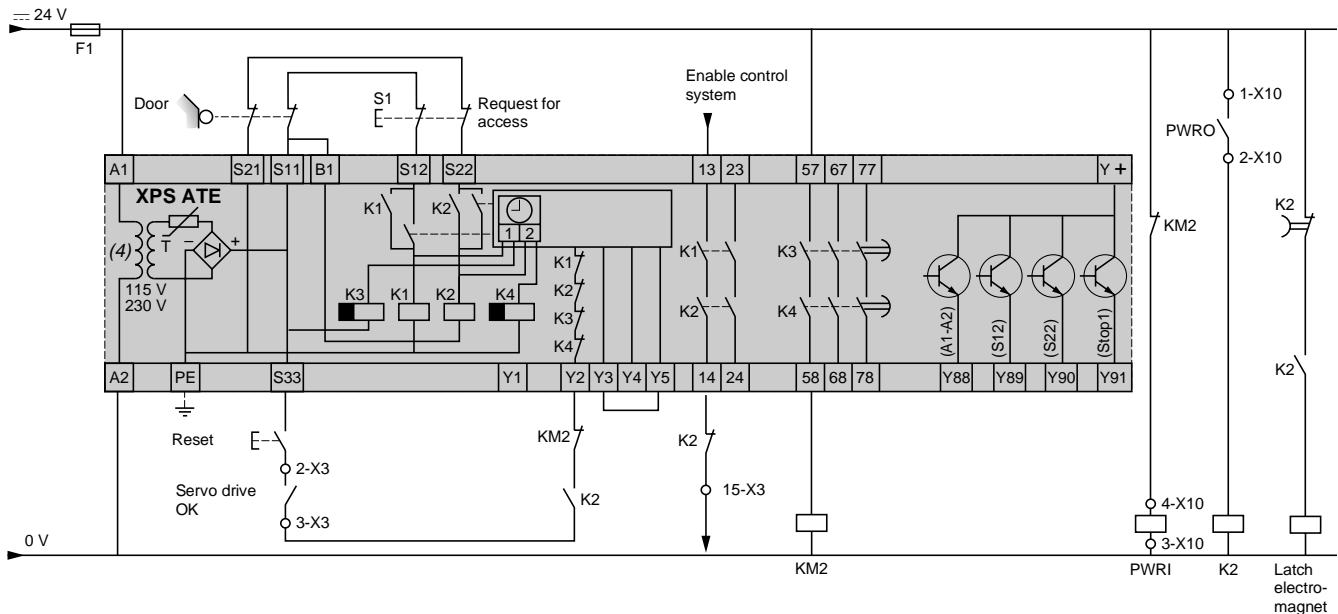 24 V
F1
Door
S1
Request for
access
Enable control
system
1-X10
PWRO
2-X10
A1
S21
S11
B1
S12
S22
13
23
57
67
77
Y +
XPS ATE
K1
K2
1
2
(4)
T
–
+
115 V
230 V
K3
K1
K2
K4
K1
K2
K3
K4
K1
K2
K3
K4
(A1-A2)
(S12)
(S22)
(Stop1)
KM2
K2
K2
A2
PE
S33
Y1
Y2
Y3
Y4
Y5
14
24
58
68
78
Y88
Y89
Y90
Y91
Reset
2-X3
Servo drive
OK
3-X3
KM2
K2
K2
15-X3
4-X10
3-X10
0 V
KM2
PWRI
K2
Latch
electro-
magnet